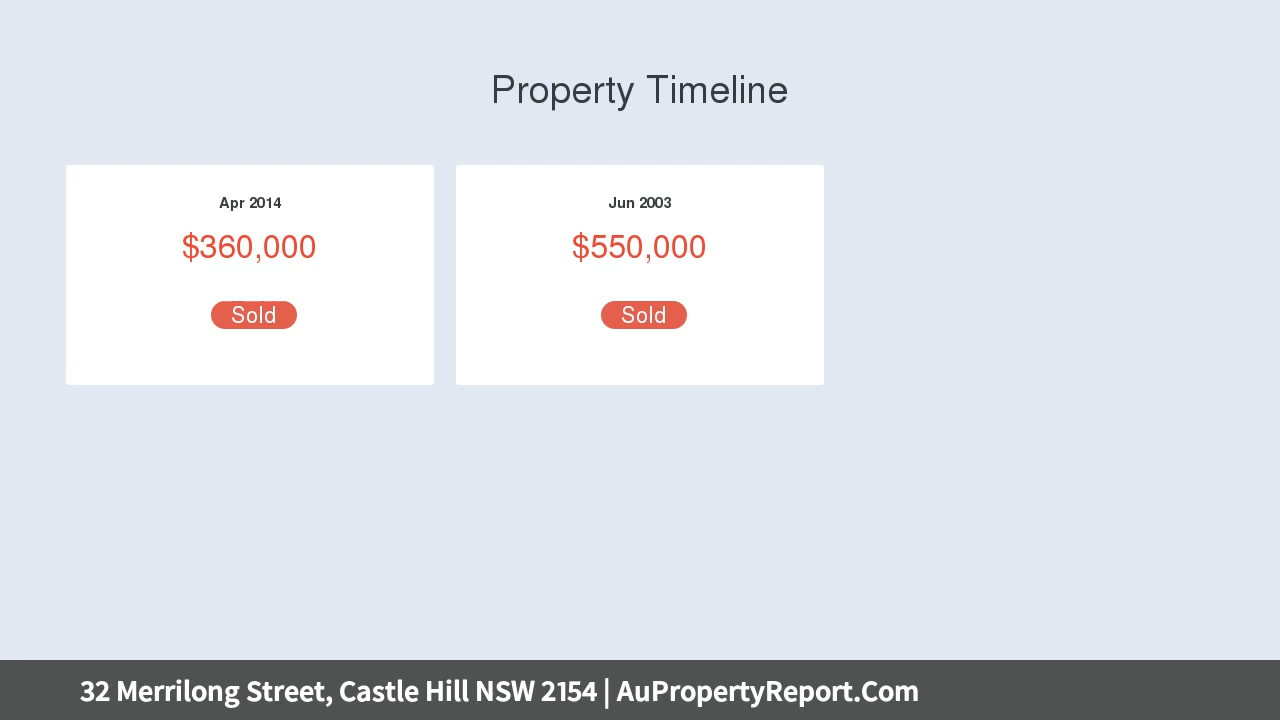 Property Timeline
Apr 2014
$360,000
Sold
Jun 2003
$550,000
Sold
32 Merrilong Street, Castle Hill NSW 2154 | AuPropertyReport.Com